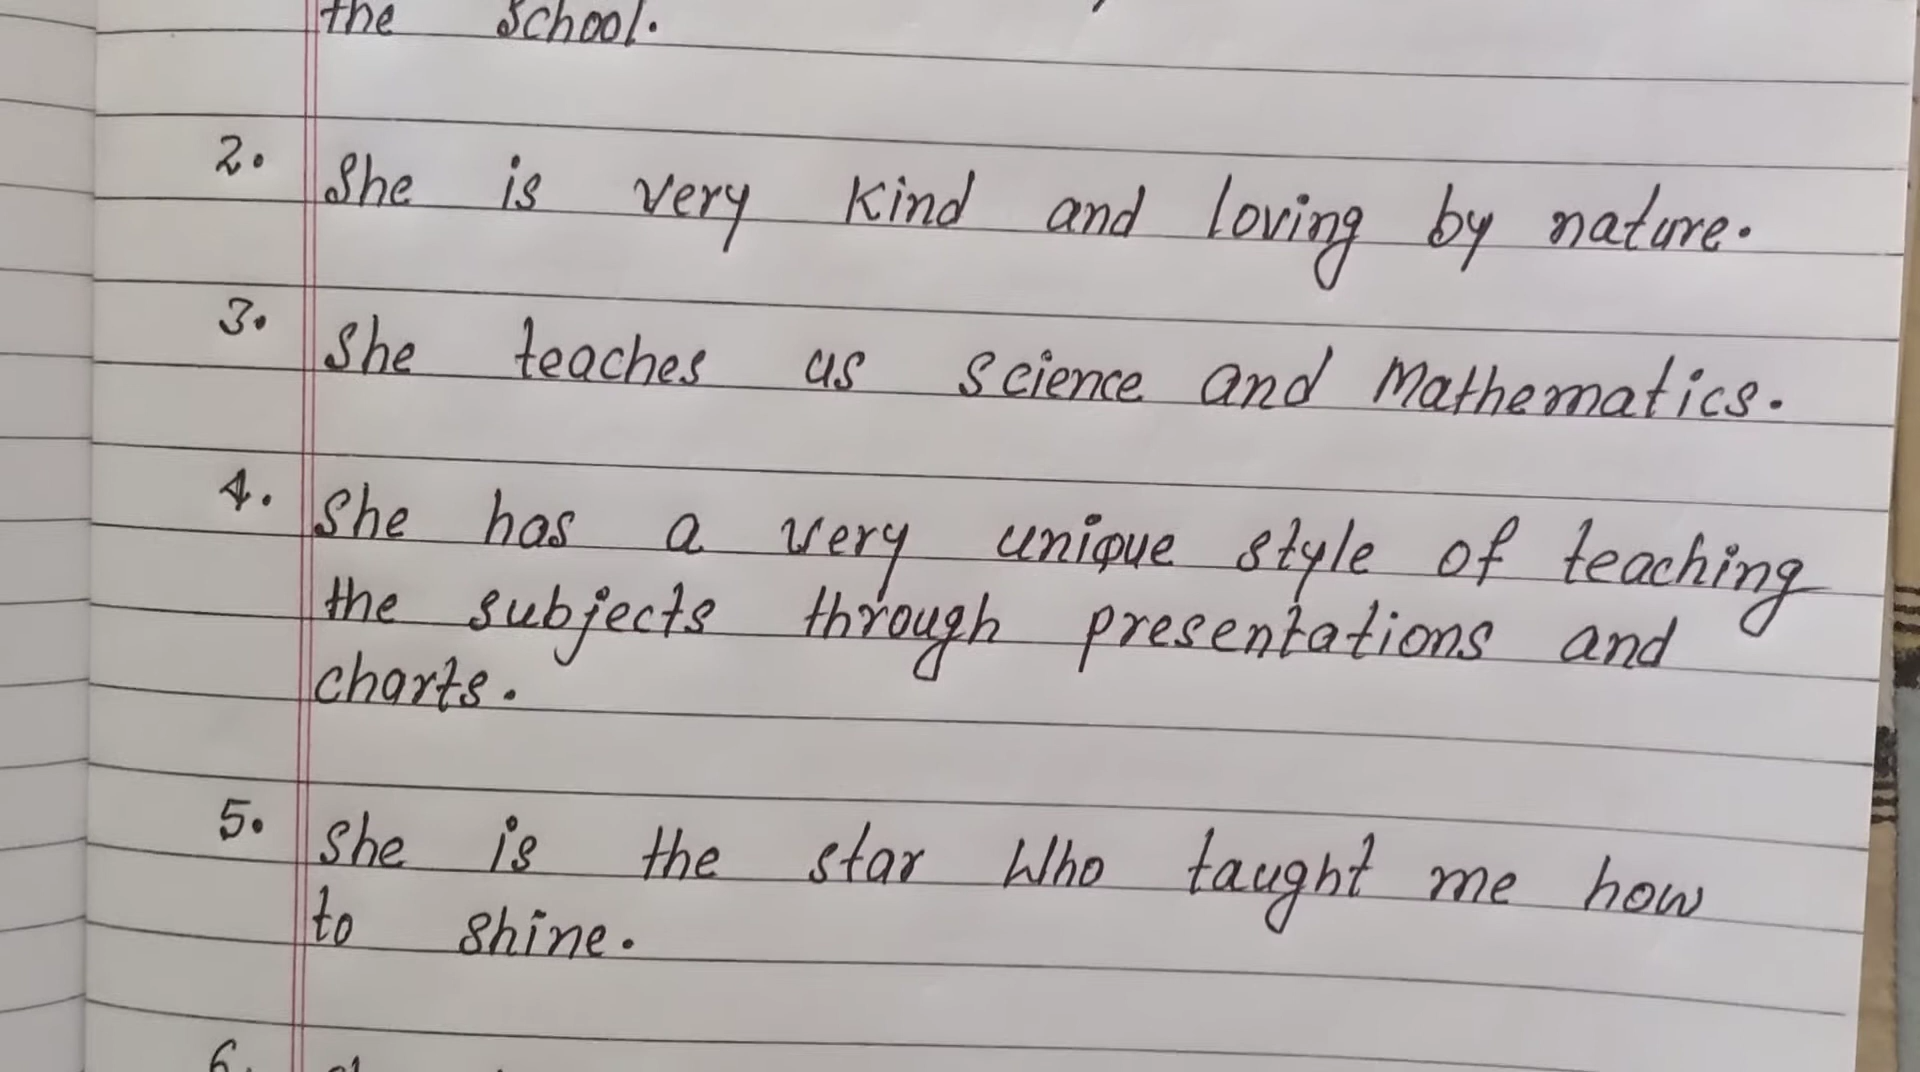 the School.
2. She is very kind and loving by nature.
3. She teaches us science and Mathematics.
4. She has a very unique style of teaching
the subjects through presentations and
charts.
5. She is the star Who taught me how
to shine.
6.